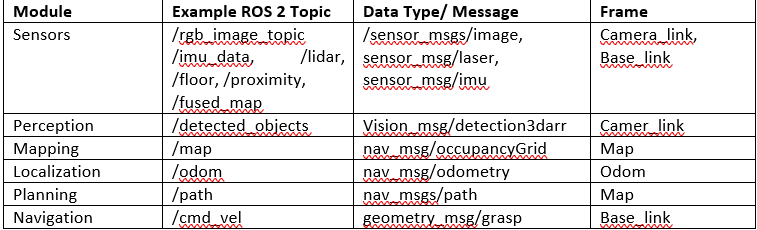 Module Example ROS 2 Topic Data Type/ Message Frame
Sensors /rgb_image_topic /sensor_msgs/image, Camera_link,
/imu_data, /lidar, sensor_msg/laser, Base_link
/floor, /proximity, sensor_msg/imu
/fused_map
Perception /detected_objects Vision_msg/detection3darr Camer_link
Mapping /map nav_msg/occupancyGrid Map
Localization /odom nav_msg/odometry Odom
Planning /path nav_msgs/path Map
Navigation /cmd_vel geometry_msg/grasp Base_link